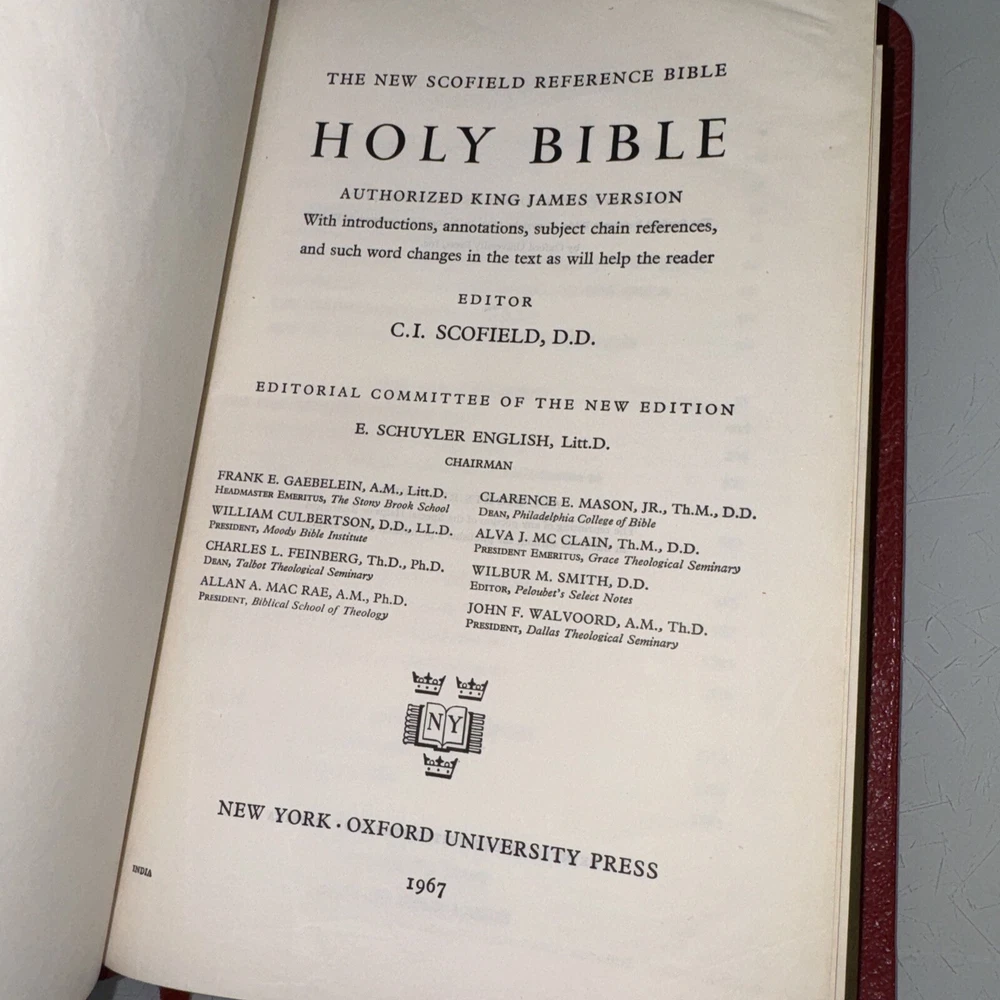 THE NEW SCOFIELD REFERENCE BIBLE
HOLY BIBLE
AUTHORIZED KING JAMES VERSION
With introductions, annotations, subject chain references,
and such word changes in the text as will help the reader
EDITOR
C.I. SCOFIELD, D.D.
EDITORIAL COMMITTEE OF THE NEW EDITION
E. SCHUYLER ENGLISH, Litt.D.
CHAIRMAN
FRANK E. GAEBELEIN, A.M., Litt.D.
HEADMASTER EMERITUS, The Stony Brook School
WILLIAM CULBERTSON, D.D., LL.D.
PRESIDENT, Moody Bible Institute
CHARLES L. FEINBERG, Th.D., Ph.D.
DEAN, Talbot Theological Seminary
ALLAN A. MAC RAE, A.M., Ph.D.
PRESIDENT, Biblical School of Theology
CLARENCE E. MASON, JR., Th.M., D.D.
DEAN, Philadelphia College of Bible
ALVA J. MC CLAIN, Th.M., D.D.
PRESIDENT EMERITUS, Grace Theological Seminary
WILBUR M. SMITH, D.D.
EDITOR, Peloubet's Select Notes
JOHN F. WALVOORD, A.M., Th.D.
PRESIDENT, Dallas Theological Seminary
NY
NEW YORK · OXFORD UNIVERSITY PRESS
INDIA
1967